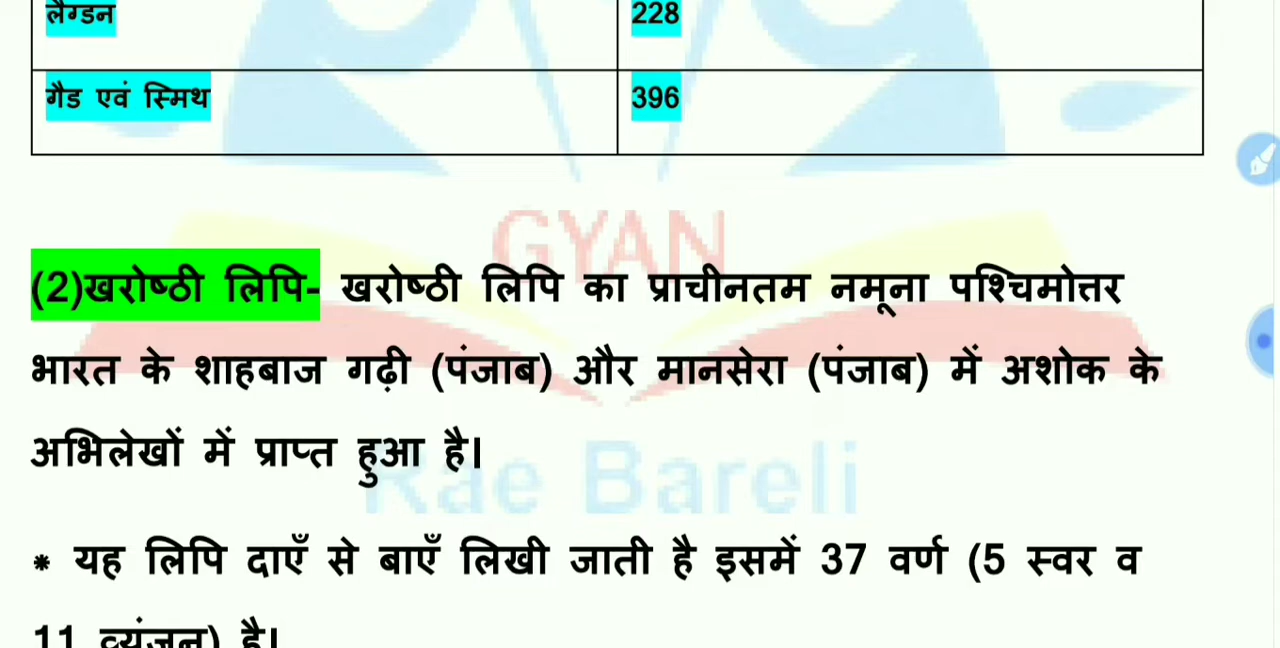 लैग्डन 228
गैड एवं स्मिथ 396
GYAN
(2)खरोष्ठी लिपि- खरोष्ठी लिपि का प्राचीनतम नमूना पश्चिमोत्तर
भारत के शाहबाज गढ़ी (पंजाब) और मानसेरा (पंजाब) में अशोक के
अभिलेखों में प्राप्त हुआ है।
Rae Bareli
* यह लिपि दाएँ से बाएँ लिखी जाती है इसमें 37 वर्ण (5 स्वर व
11 व्यंजन) है।